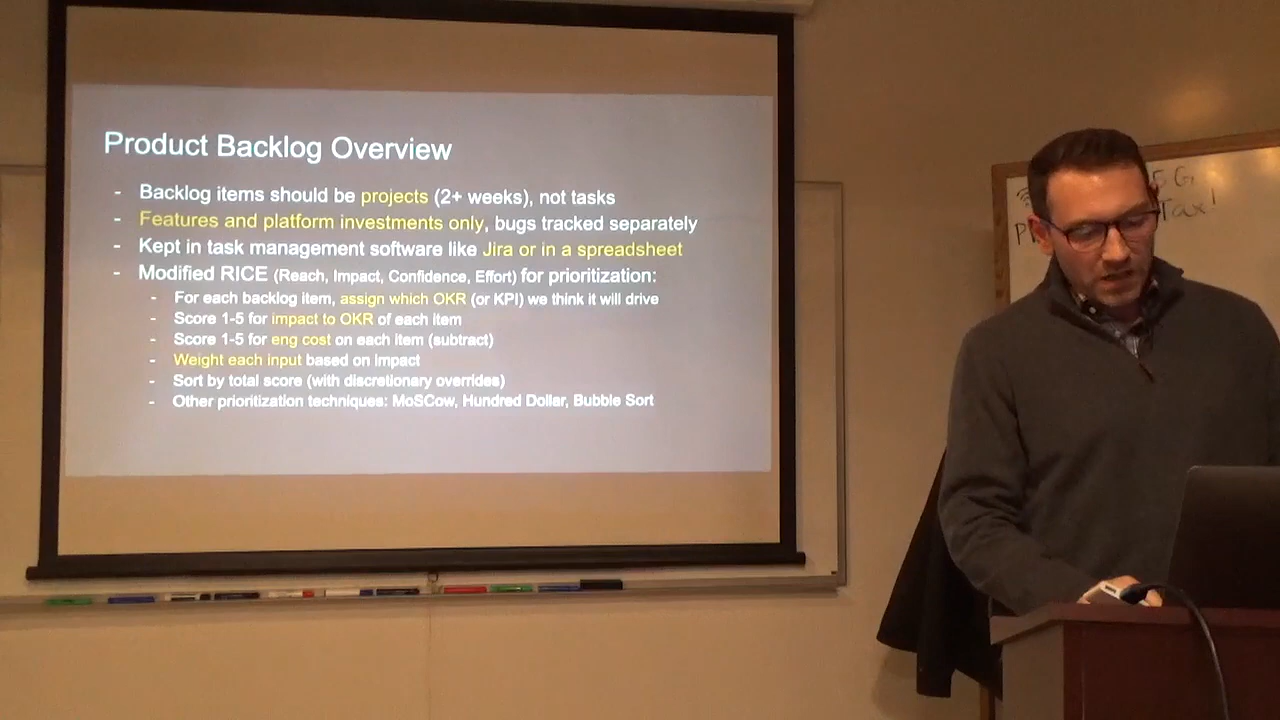 Product Backlog Overview
- Backlog items should be projects (2+ weeks), not tasks
- Features and platform investments only, bugs tracked separately
- Kept in task management software like Jira or in a spreadsheet
- Modified RICE (Reach, Impact, Confidence, Effort) for prioritization:
- For each backlog item, assign which OKR (or KPI) we think it will drive
- Score 1-5 for impact to OKR of each item
- Score 1-5 for eng cost on each item (subtract)
- Weight each input based on impact
- Sort by total score (with discretionary overrides)
- Other prioritization techniques: MoSCow, Hundred Dollar, Bubble Sort
5G
Tax!